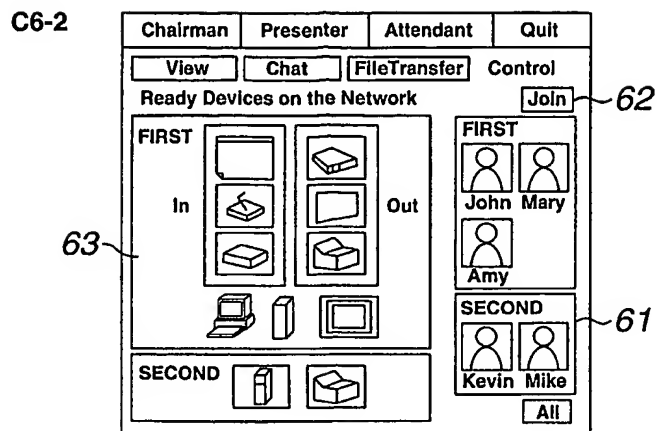 C6-2
Chairman Presenter Attendant Quit
View Chat FileTransfer Control
Ready Devices on the Network Join 62
FIRST FIRST
John Mary
In Out
63
Amy
SECOND 61
SECOND
Kevin Mike
All